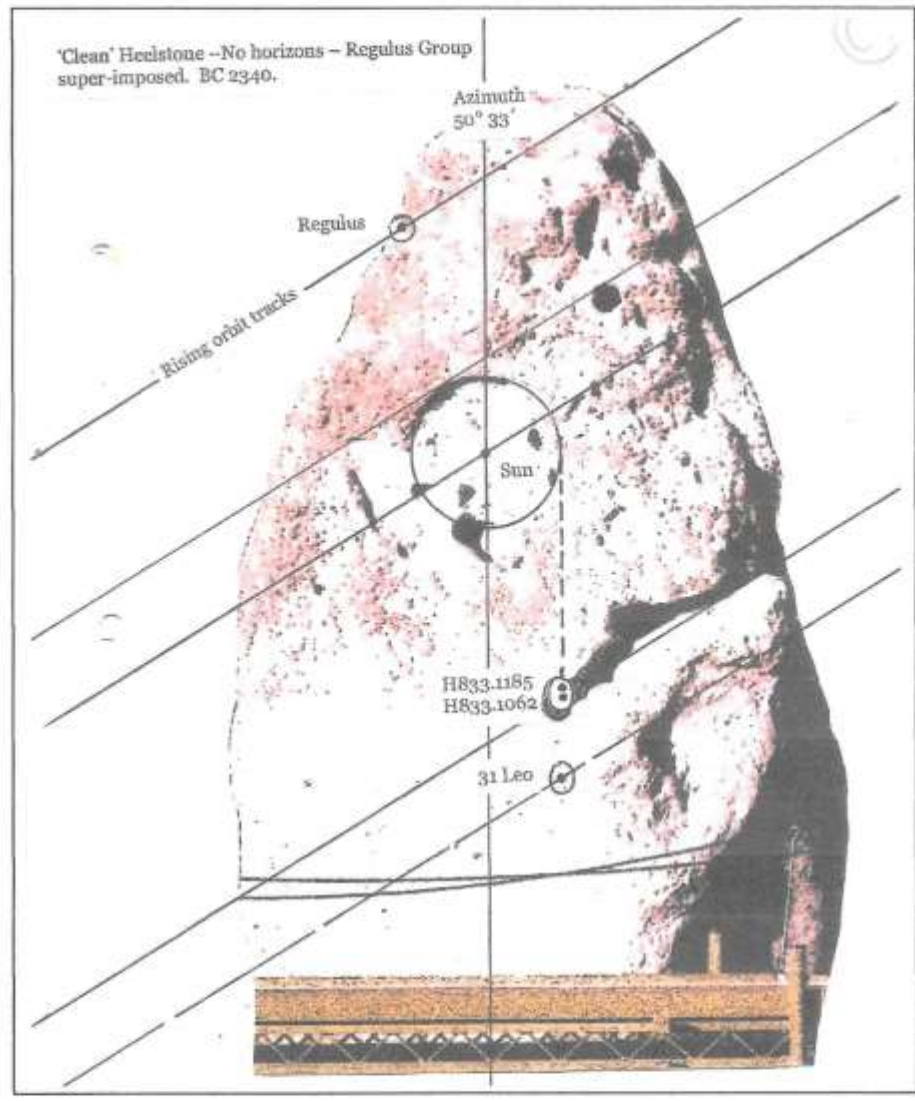 'Clean' Heelstone –No horizons – Regulus Group
super-imposed. BC 2340.
Azimuth
50° 33′
Regulus
Rising orbit tracks
Sun
H833.1185
H833.1062
31 Leo